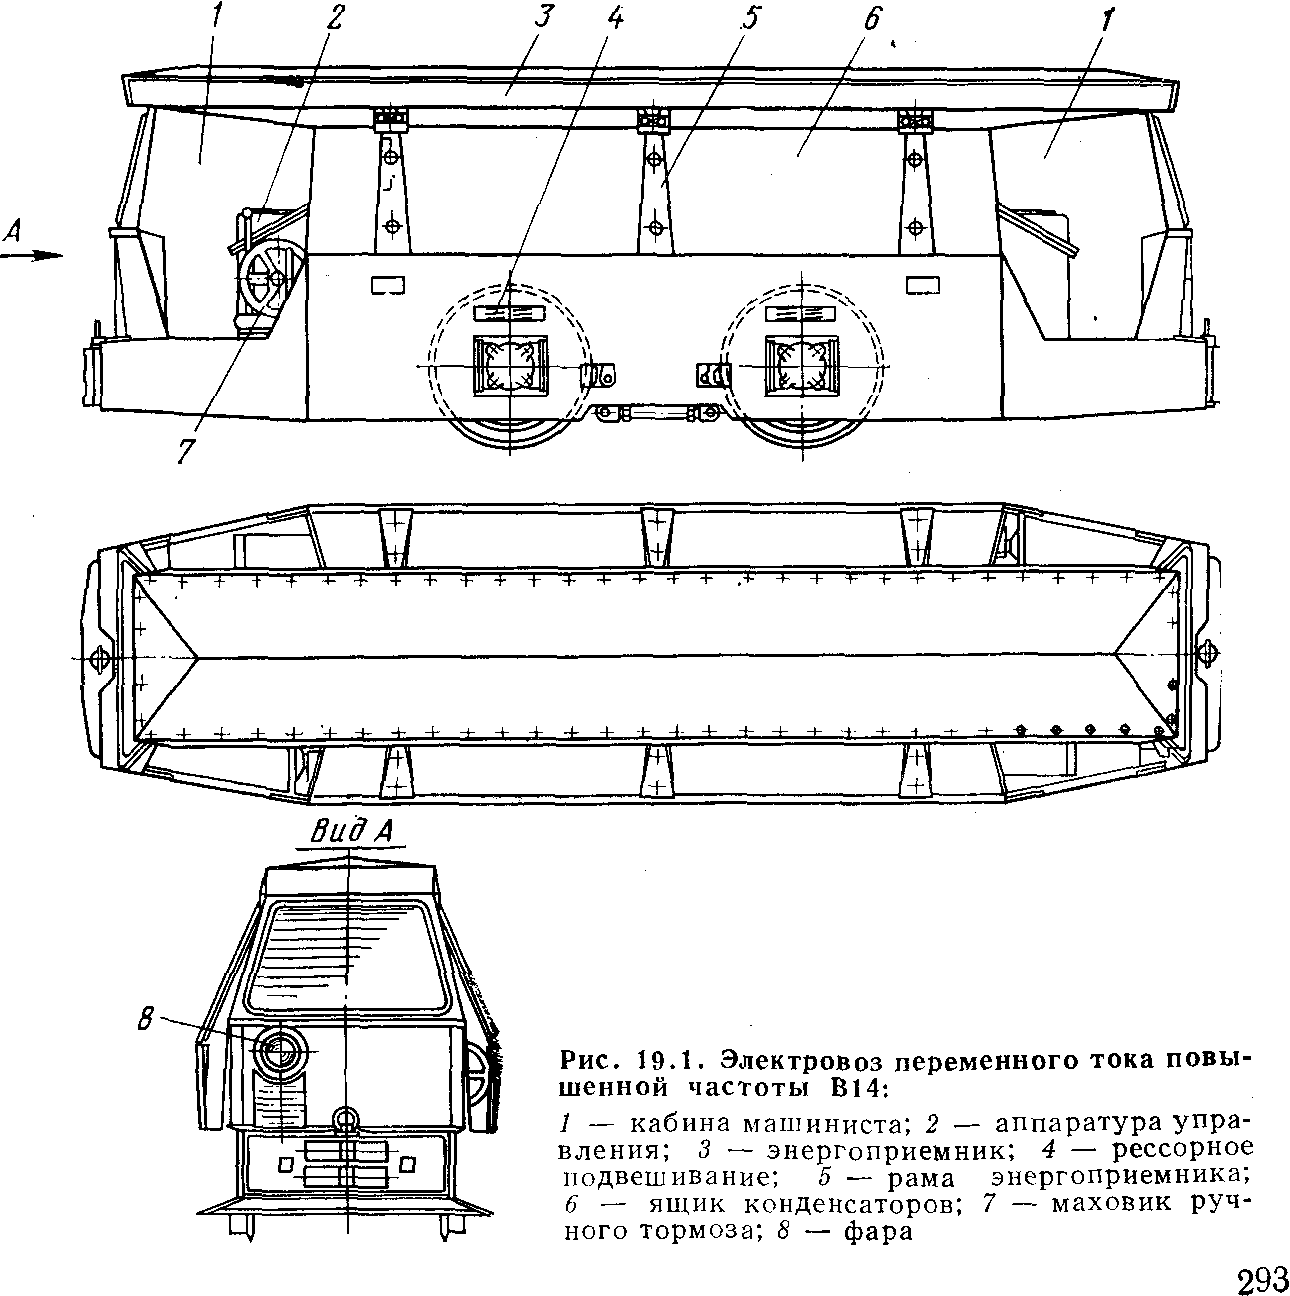 1 2 3 4 5 6 1
А
7
Вид А
8
Рис. 19.1. Электровоз переменного тока повы-
шенной частоты В14:
1 — кабина машиниста; 2 — аппаратура управ-
вления; 3 — энергоприемник; 4 — рессорное
подвешивание; 5 — рама энергоприемника;
6 — ящик конденсаторов; 7 — маховик руч-
ного тормоза; 8 — фара
293